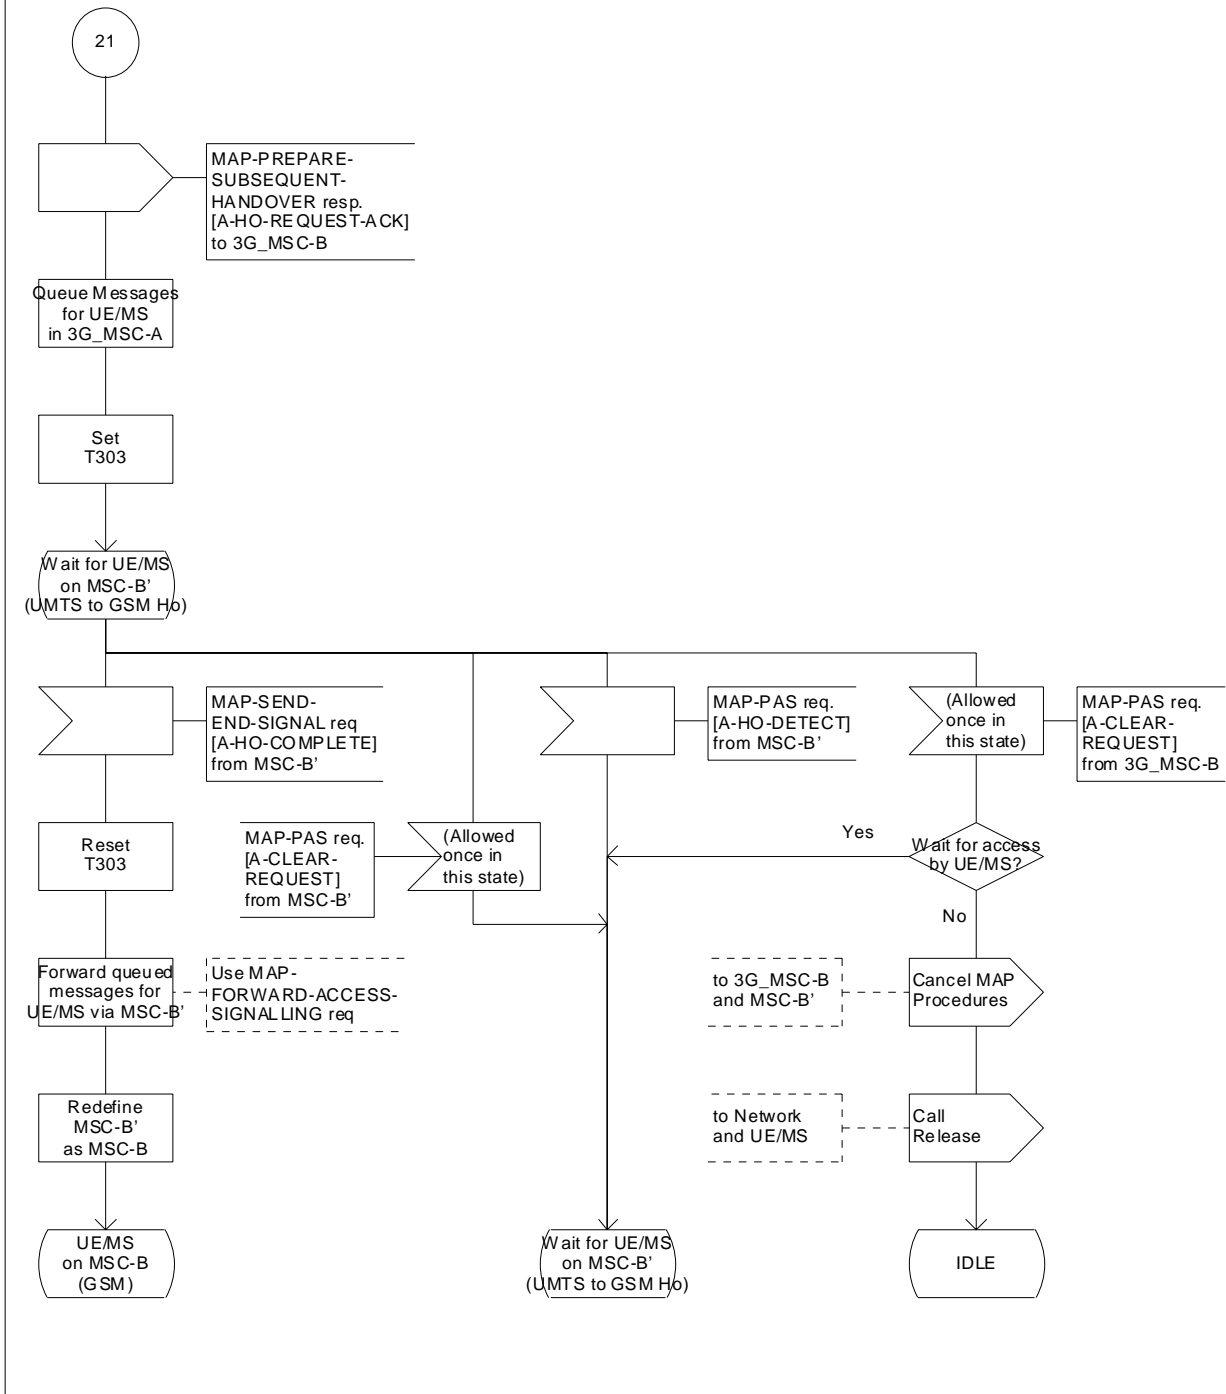 21
MAP-PREPARE-
SUBSEQUENT-
HANDOVER resp.
[A-HO-REQUEST-ACK]
to 3G_MSC-B
Queue Messages
for UE/MS
in 3G_MSC-A
Set
T303
Wait for UE/MS
on MSC-B’
(UMTS to GSM Ho)
MAP-SEND-
END-SIGNAL req
[A-HO-COMPLETE]
from MSC-B’
MAP-PAS req.
[A-HO-DETECT]
from MSC-B’
(Allowed
once in
this state)
MAP-PAS req.
[A-CLEAR-
REQUEST]
from 3G_MSC-B
Reset
T303
MAP-PAS req.
[A-CLEAR-
REQUEST]
from MSC-B’
(Allowed
once in
this state)
Yes
Wait for access
by UE/MS?
No
Forward queued
messages for
UE/MS via MSC-B’
Use MAP-
FORWARD-ACCESS-
SIGNALLING req
to 3G_MSC-B
and MSC-B’
Cancel MAP
Procedures
Redefine
MSC-B’
as MSC-B
to Network
and UE/MS
Call
Release
UE/MS
on MSC-B
(GSM)
Wait for UE/MS
on MSC-B’
(UMTS to GSM Ho)
IDLE